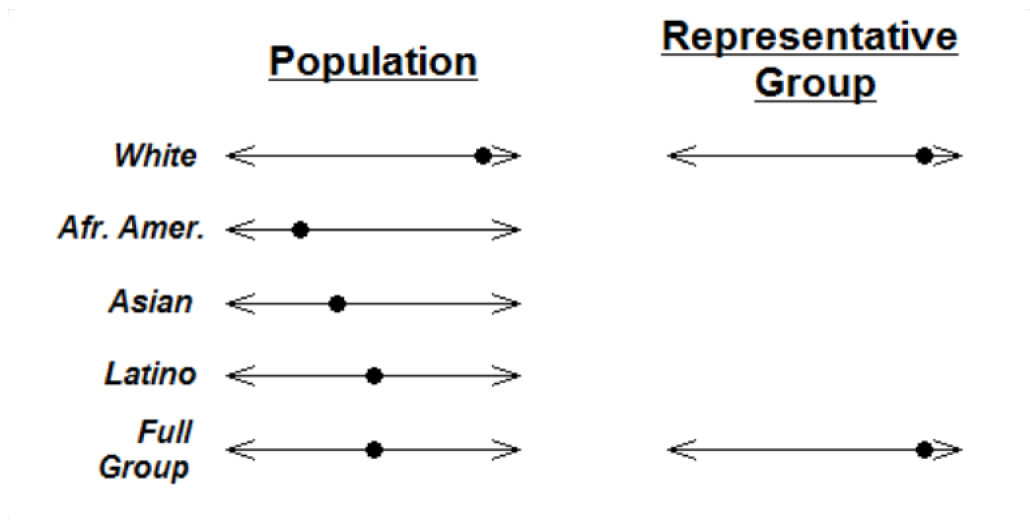 Population
Representative
Group
White
Afr. Amer.
Asian
Latino
Full
Group